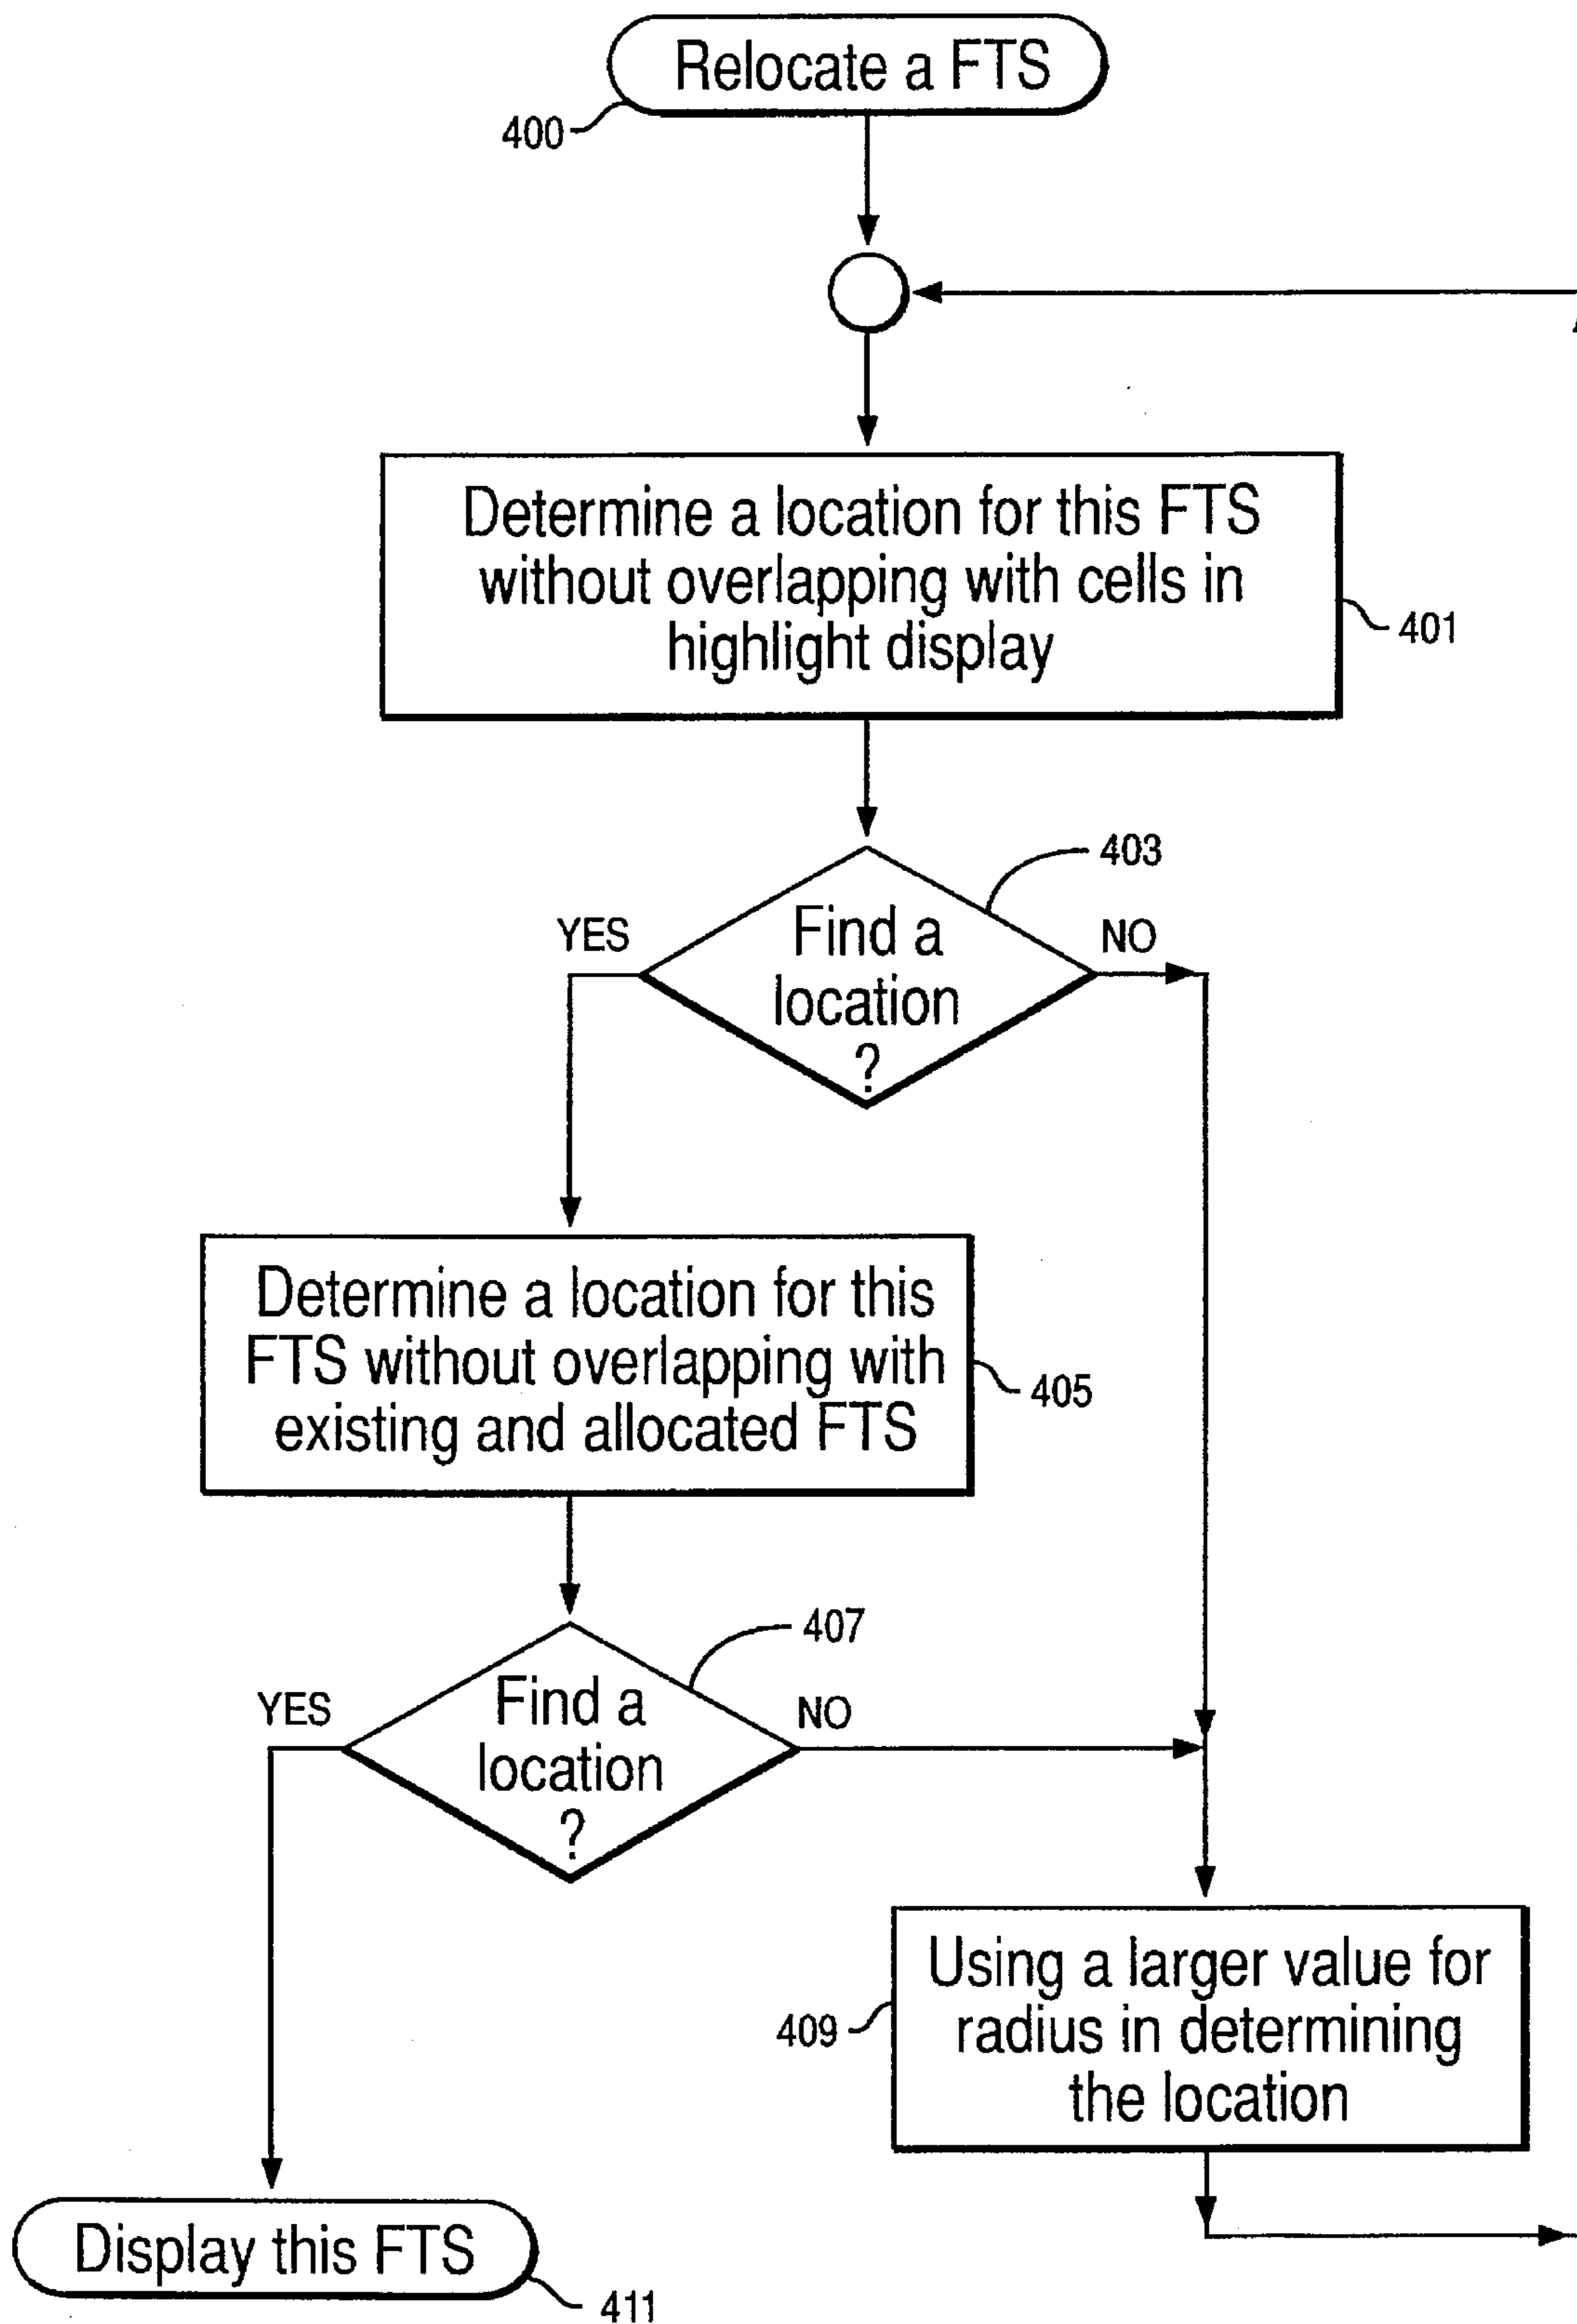 Relocate a FTS
400
Determine a location for this FTS
without overlapping with cells in
highlight display
401
403
YES
Find a
location
?
NO
Determine a location for this
FTS without overlapping with
existing and allocated FTS
405
407
YES
Find a
location
?
NO
Using a larger value for
radius in determining
the location
409
Display this FTS
411